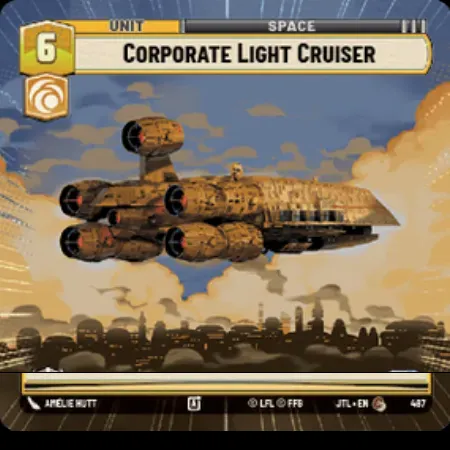 UNIT SPACE
6 CORPORATE LIGHT CRUISER
AMÉLIE HUTT A Ⓒ LFL Ⓒ FFG JTL • EN 487